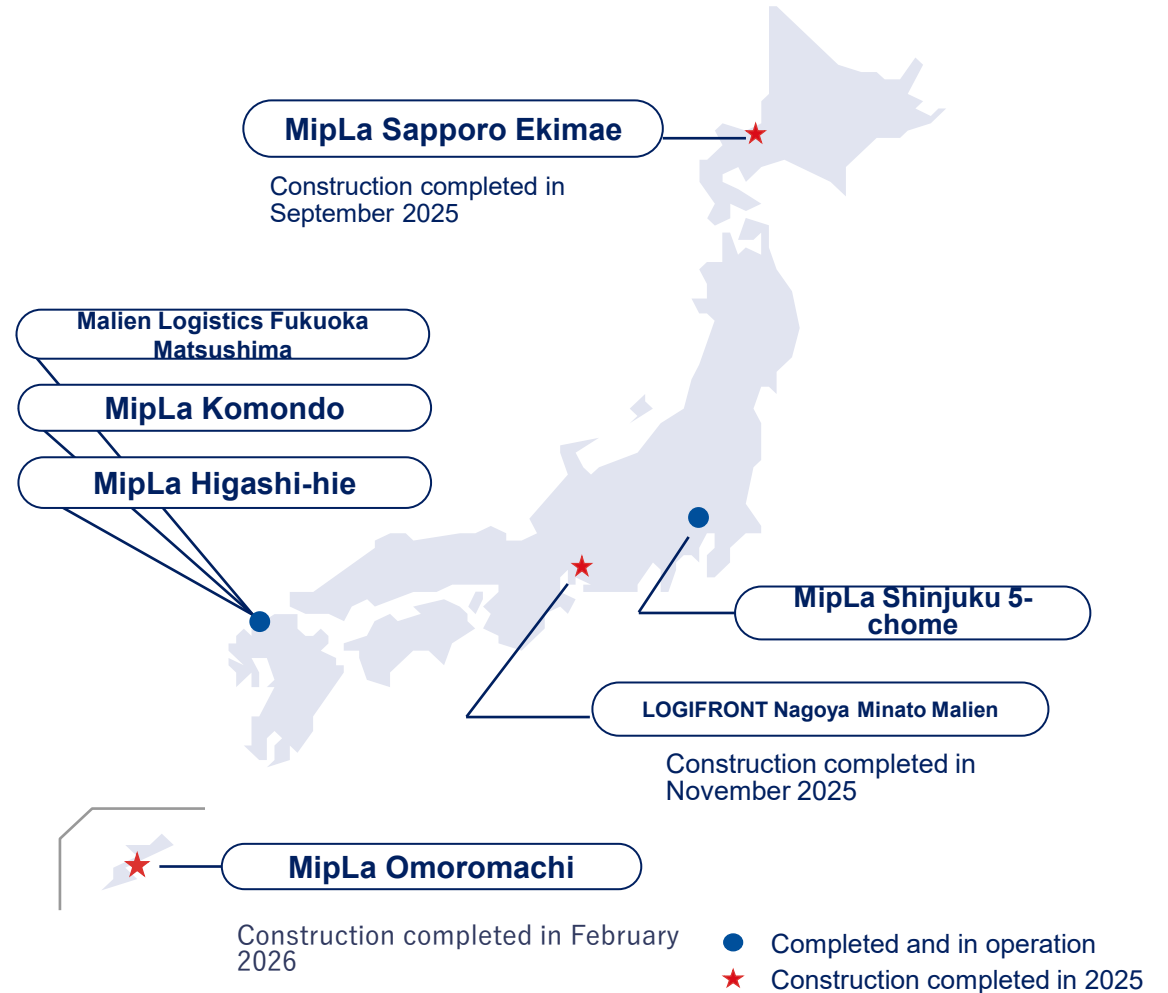 MipLa Sapporo Ekimae
Construction completed in
September 2025
Malien Logistics Fukuoka
Matsushima
MipLa Komondo
MipLa Higashi-hie
MipLa Shinjuku 5-
chome
LOGIFRONT Nagoya Minato Malien
Construction completed in
November 2025
MipLa Omoromachi
Construction completed in February
2026
Completed and in operation
Construction completed in 2025